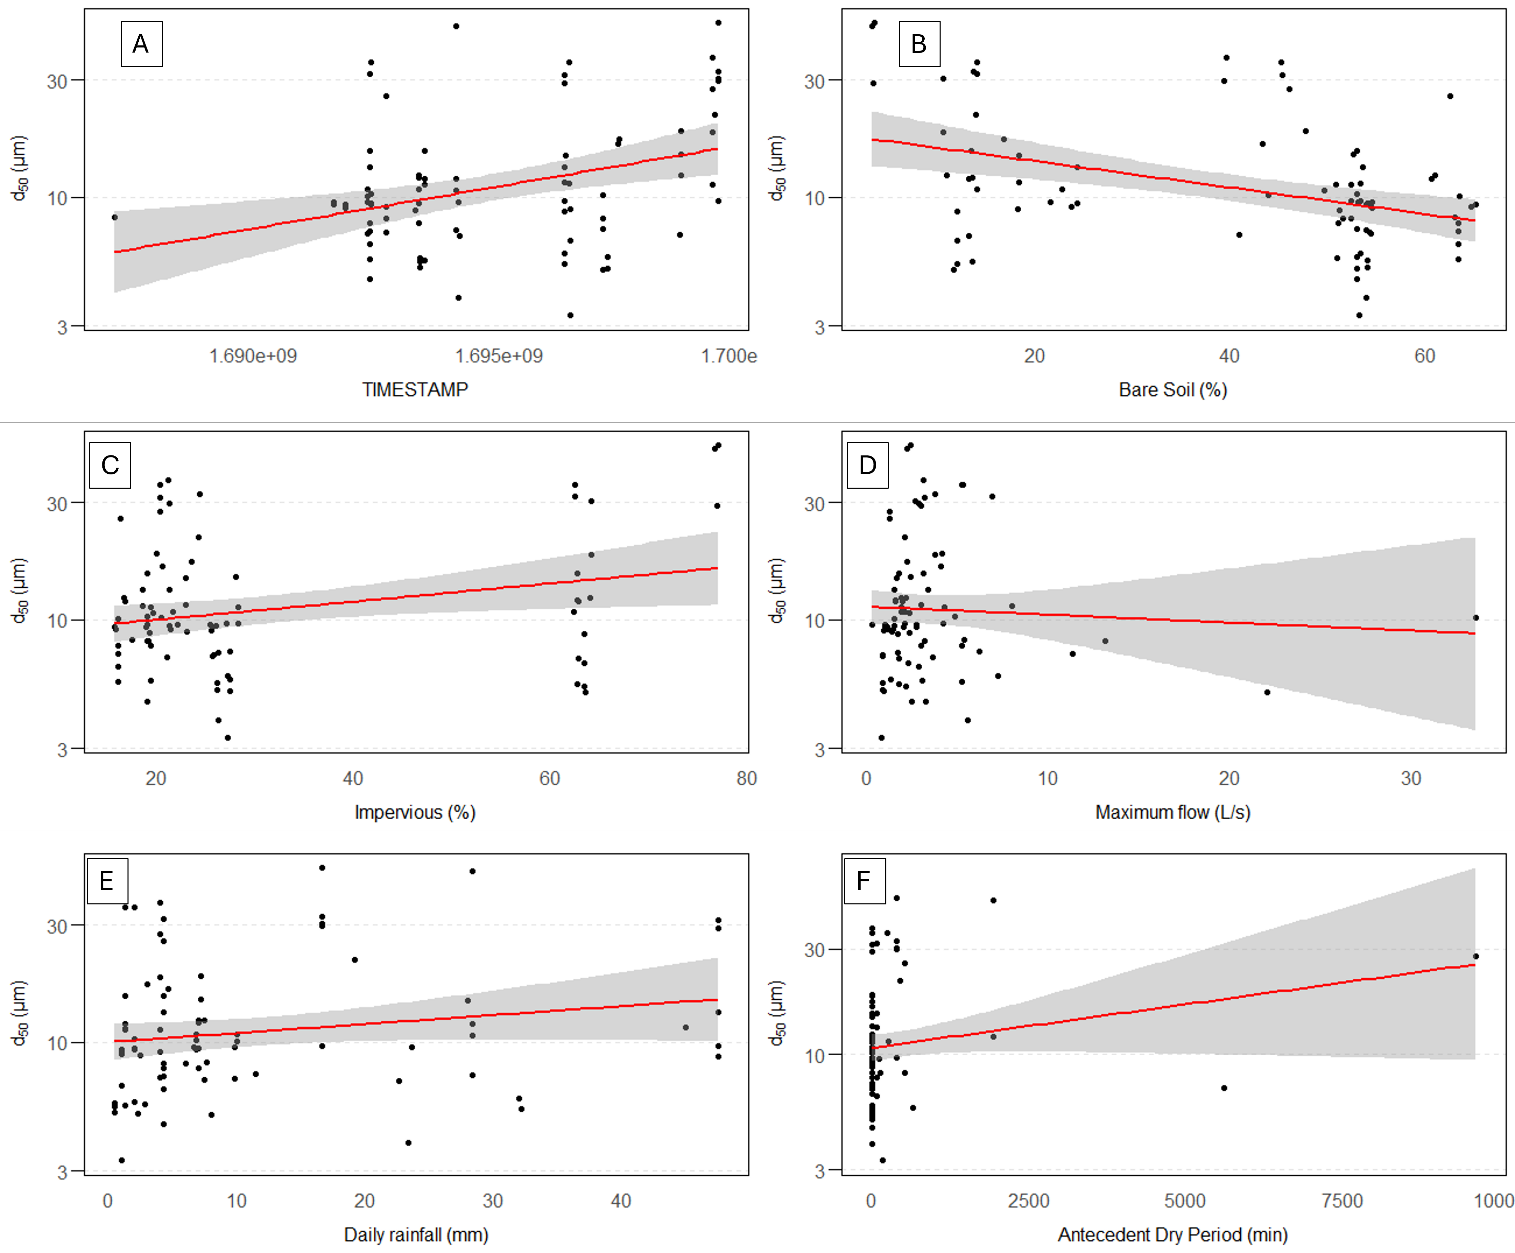 A
B
30
10
3
d50 (µm)
1.690e+09
1.695e+09
1.700e
TIMESTAMP
30
10
3
d50 (µm)
20
40
60
Bare Soil (%)
C
D
30
10
3
d50 (µm)
20
40
60
80
Impervious (%)
30
10
3
d50 (µm)
0
10
20
30
Maximum flow (L/s)
E
F
30
10
3
d50 (µm)
0
10
20
30
40
Daily rainfall (mm)
30
10
3
d50 (µm)
0
2500
5000
7500
1000
Antecedent Dry Period (min)